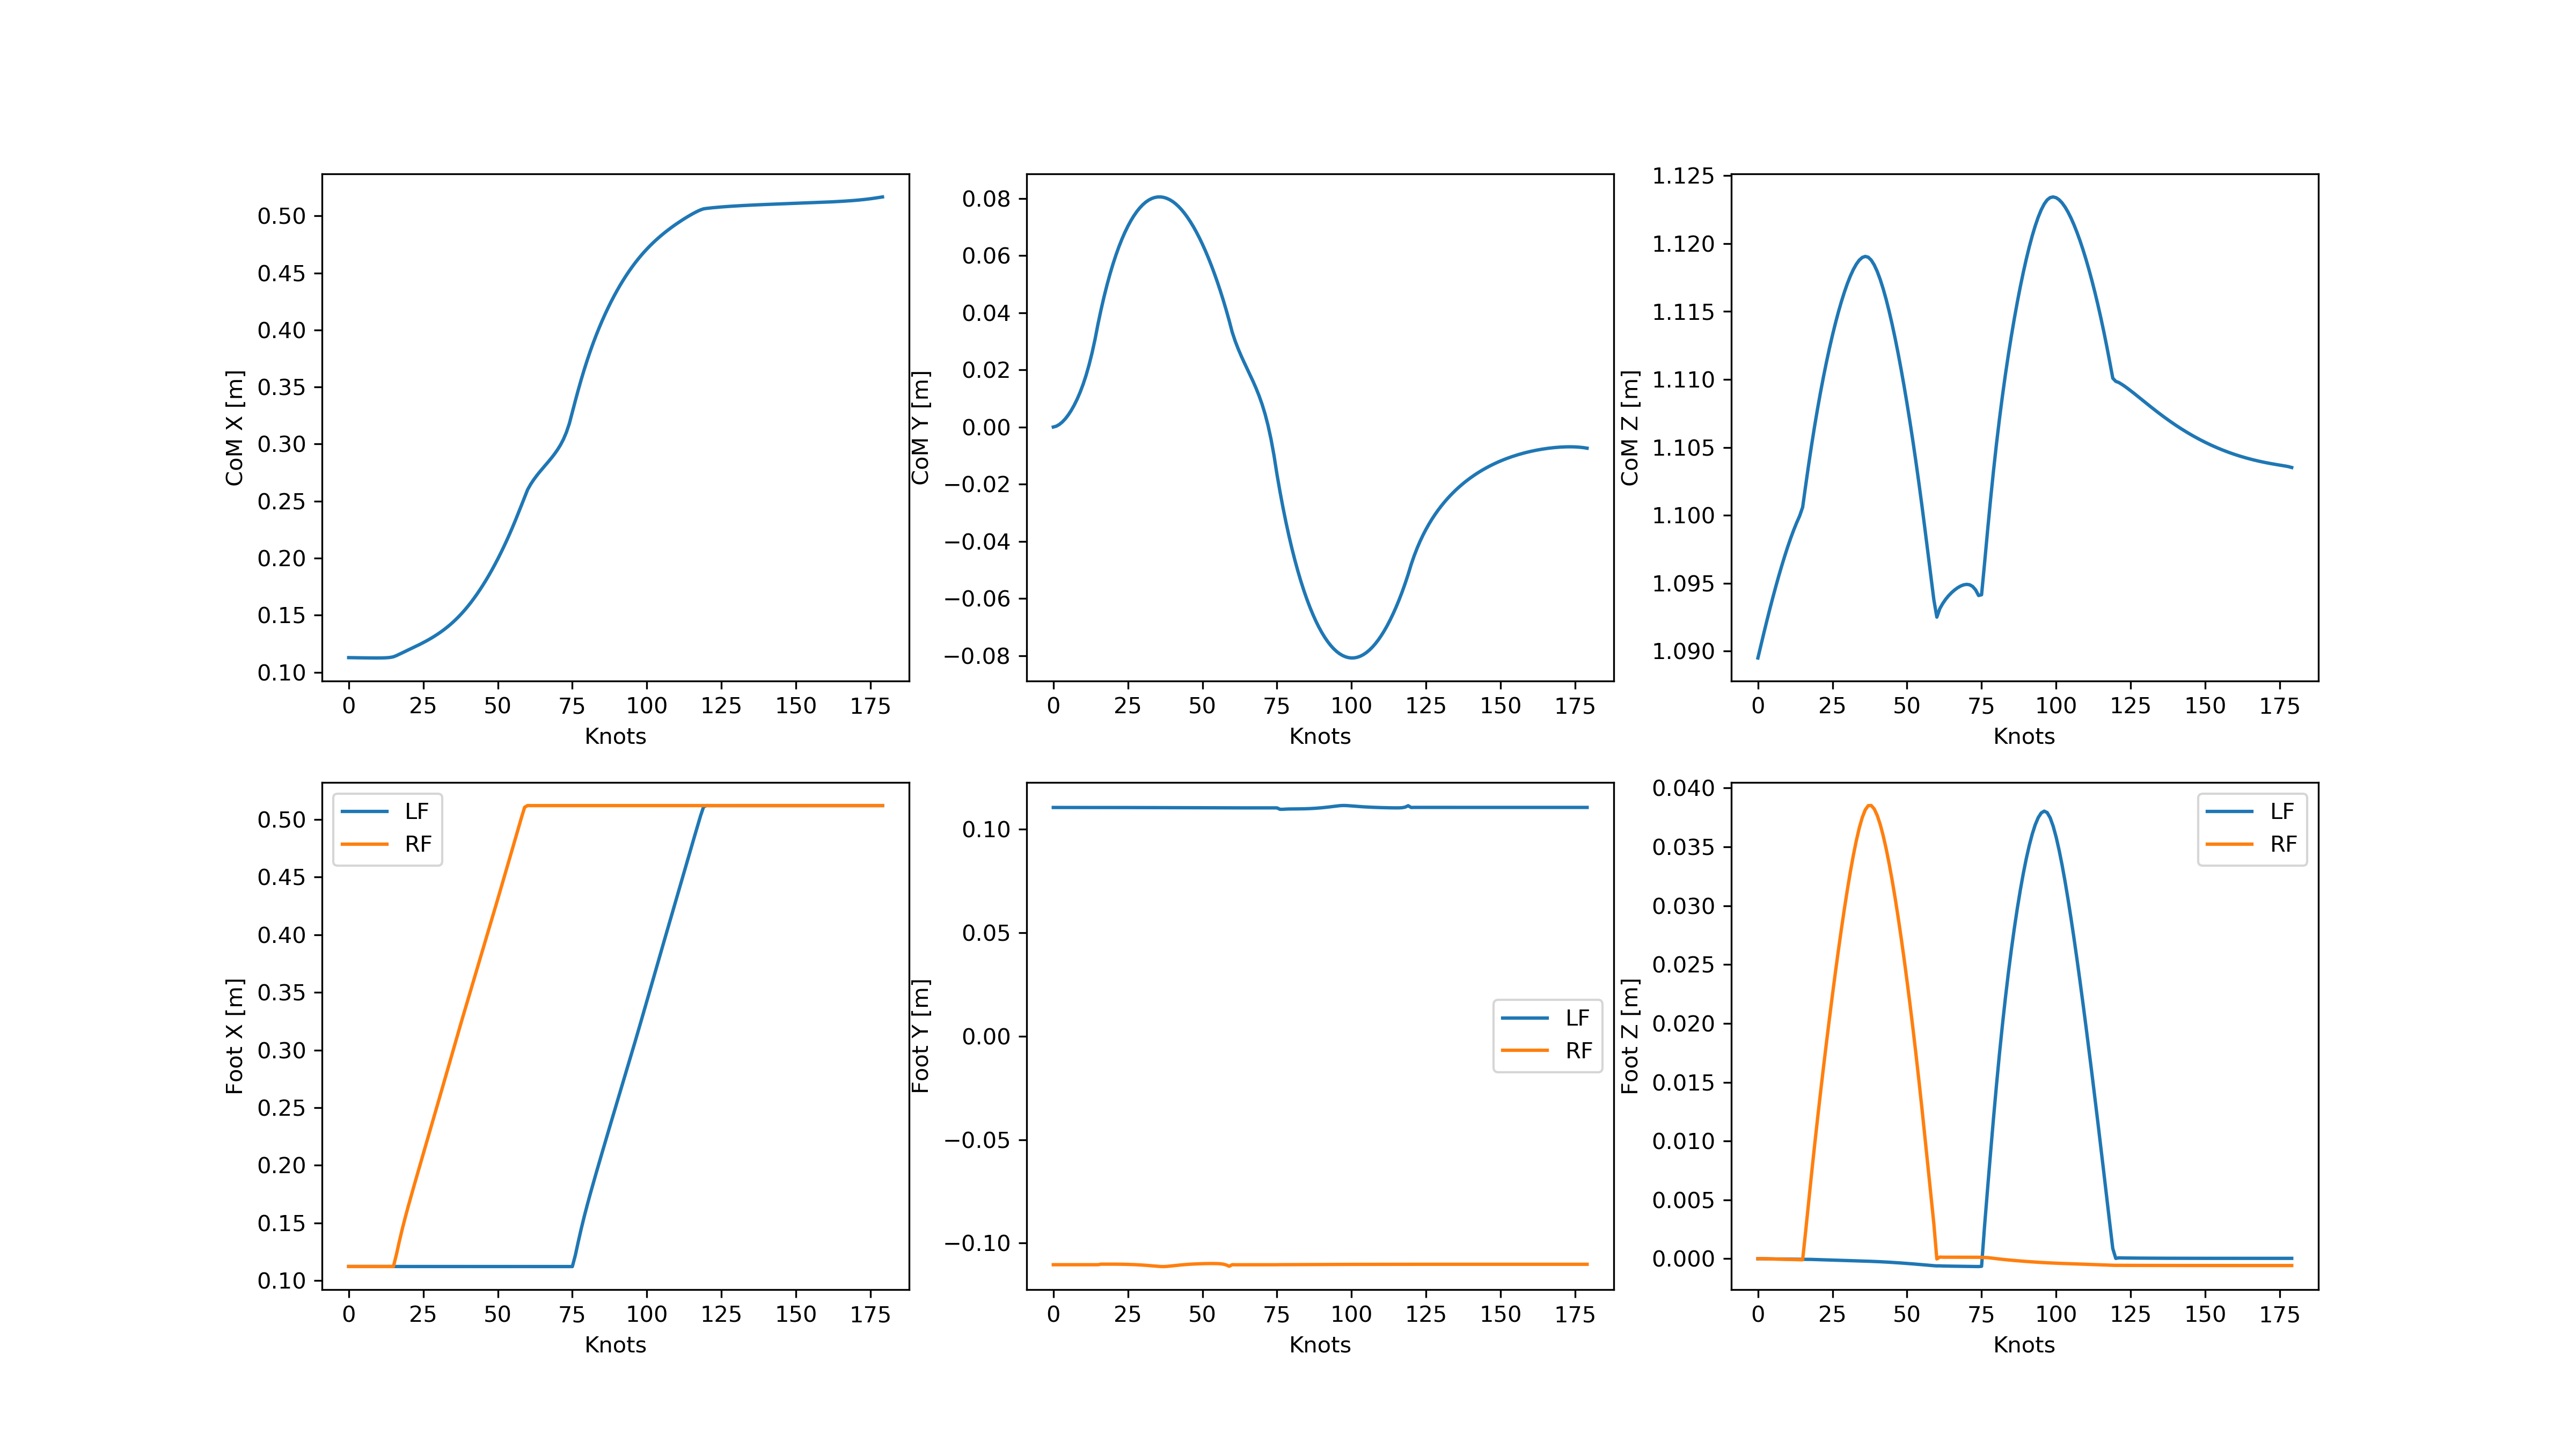 CoM X [m]
0.50
0.45
0.40
0.35
0.30
0.25
0.20
0.15
0.10
0 25 50 75 100 125 150 175
Knots
CoM Y [m]
0.08
0.06
0.04
0.02
0.00
−0.02
−0.04
−0.06
−0.08
0 25 50 75 100 125 150 175
Knots
CoM Z [m]
1.125
1.120
1.115
1.110
1.105
1.100
1.095
1.090
0 25 50 75 100 125 150 175
Knots
Foot X [m]
0.50
0.45
0.40
0.35
0.30
0.25
0.20
0.15
0.10
LF
RF
0 25 50 75 100 125 150 175
Knots
Foot Y [m]
0.10
0.05
0.00
−0.05
−0.10
LF
RF
0 25 50 75 100 125 150 175
Knots
Foot Z [m]
0.040
0.035
0.030
0.025
0.020
0.015
0.010
0.005
0.000
LF
RF
0 25 50 75 100 125 150 175
Knots